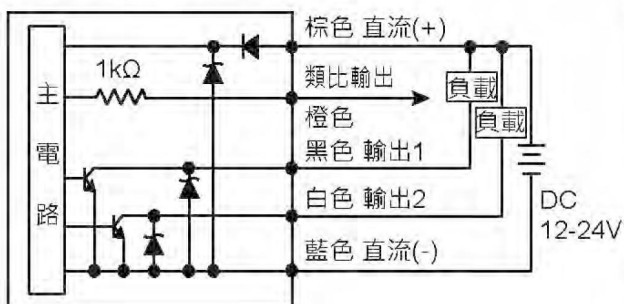 棕色 直流(+)
1kΩ
類比輸出
負載
主電路
橙色
負載
黑色 輸出1
白色 輸出2
DC
12-24V
藍色 直流(-)